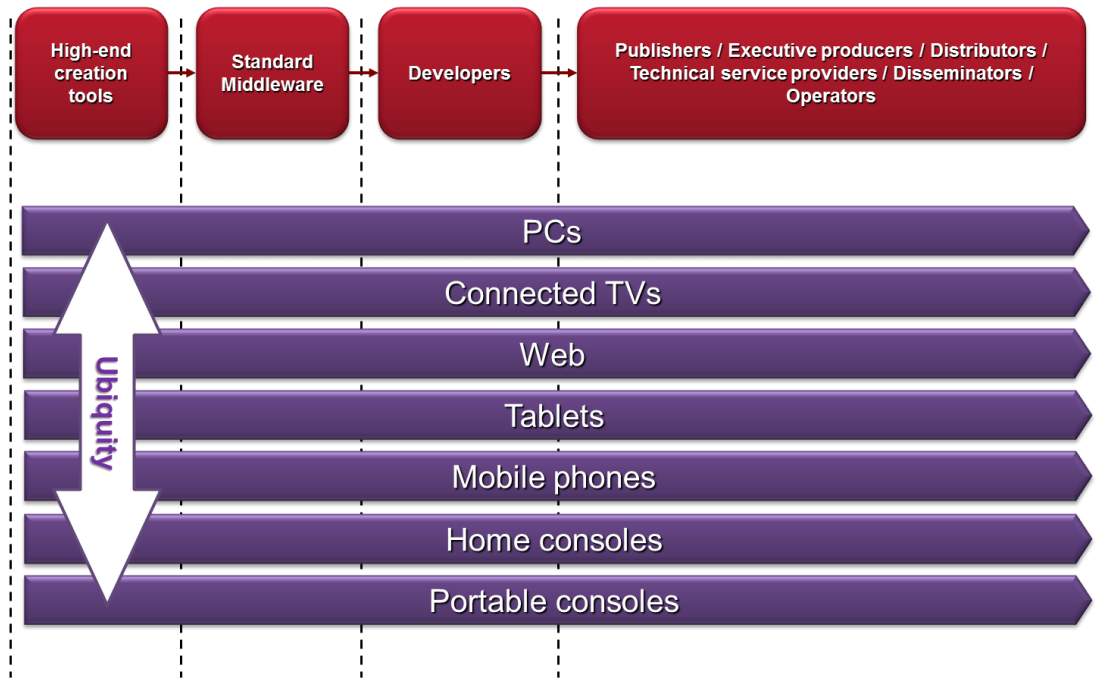 High-end
creation
tools
Standard
Middleware
Developers
Publishers / Executive producers / Distributors /
Technical service providers / Disseminators /
Operators
PCs
Connected TVs
Web
Tablets
Mobile phones
Home consoles
Portable consoles
Ubiquity